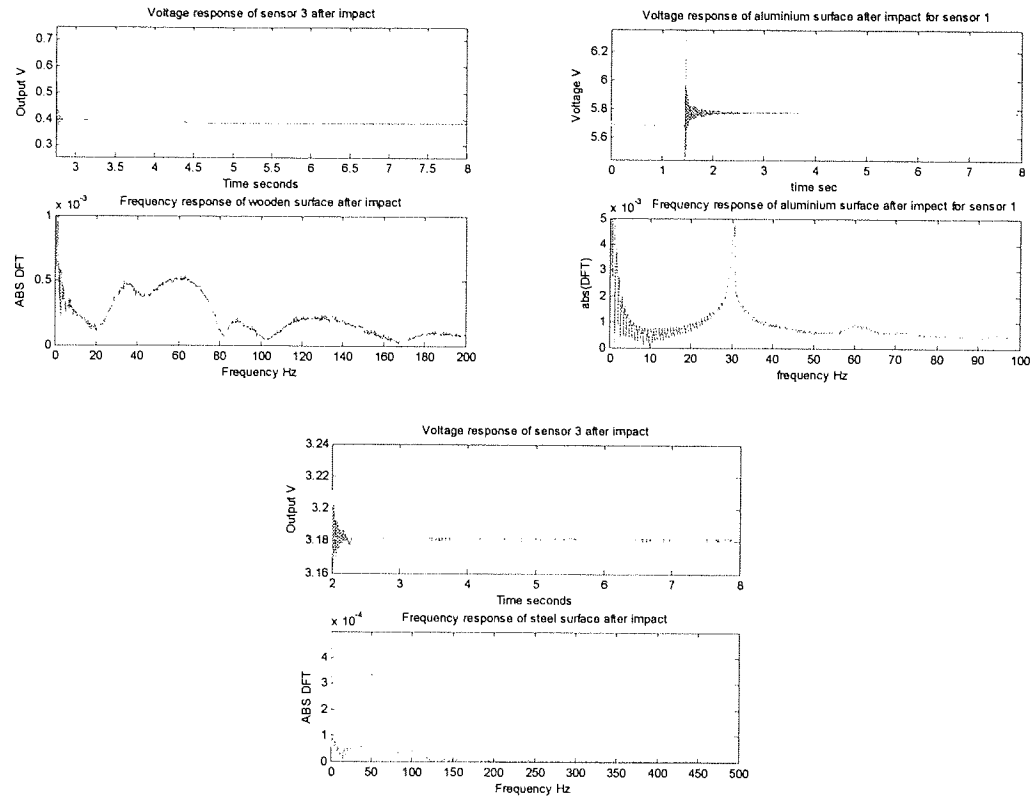 Voltage response of sensor 3 after impact
0.7
0.6
0.5
0.4
0.3
Output V
3 3.5 4 4.5 5 5.5 6 6.5 7 7.5 8
Time seconds
Frequency response of wooden surface after impact
x 10^-3
1
0.5
0
ABS DFT
0 20 40 60 80 100 120 140 160 180 200
Frequency Hz
Voltage response of aluminium surface after impact for sensor 1
6.2
6
5.8
5.6
Voltage V
0 1 2 3 4 5 6 7 8
time sec
Frequency response of aluminium surface after impact for sensor 1
x 10^-3
5
4
3
2
1
0
abs(DFT)
0 10 20 30 40 50 60 70 80 90 100
frequency Hz
Voltage response of sensor 3 after impact
3.24
3.22
3.2
3.18
3.16
Output V
2 3 4 5 6 7 8
Time seconds
Frequency response of steel surface after impact
x 10^-4
4
3
2
1
0
ABS DFT
0 50 100 150 200 250 300 350 400 450 500
Frequency Hz